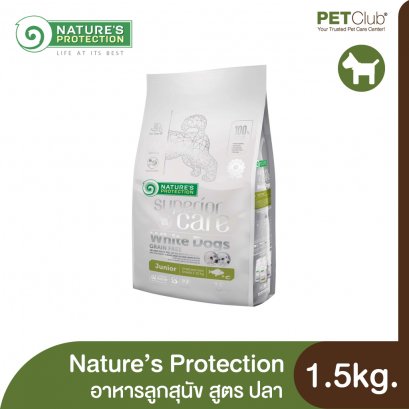 NATURE'S
PROTECTION
LIFE AT ITS BEST
PETClub
Your Trusted Pet Care Center!
100%
NATURE'S
PROTECTION
superior
care
White Dogs
GRAIN FREE
Junior
Nature's Protection
อาหารลูกสุนัข สูตร ปลา
1.5kg.